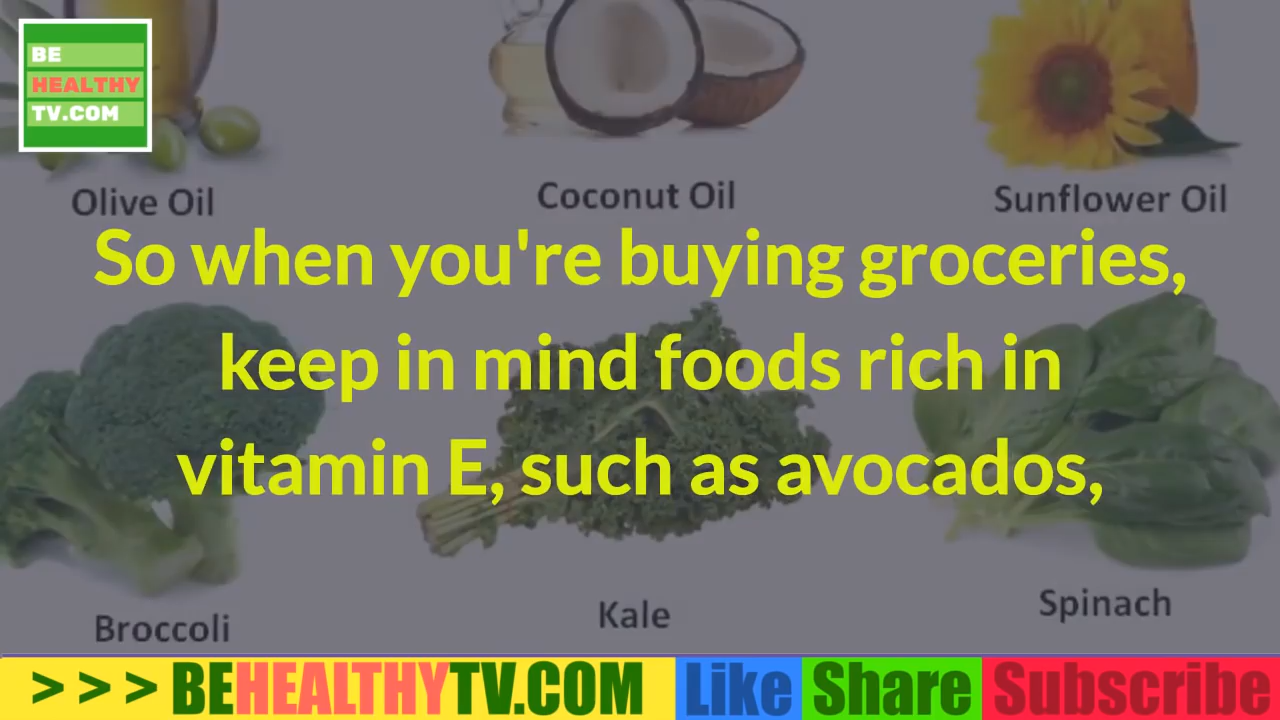 BE
HEALTHY
TV.COM
Olive Oil
Coconut Oil
Sunflower Oil
So when you're buying groceries,
keep in mind foods rich in
vitamin E, such as avocados,
Broccoli
Kale
Spinach
> > > BEHEALTHYTV.COM Like Share Subscribe